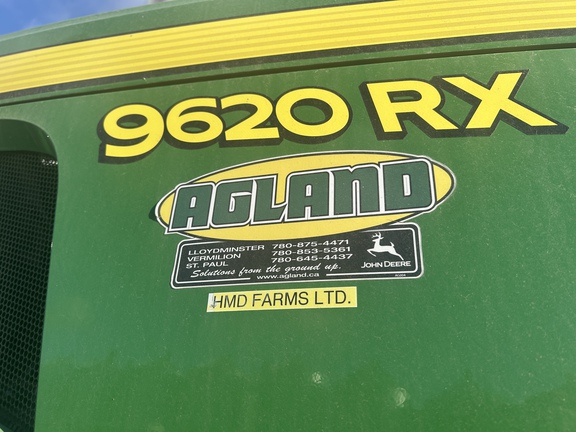 9620 RX
AGLAND
LLOYDMINSTER 780-875-4471
VERMILION 780-853-5361
ST. PAUL 780-645-4437
Solutions from the ground up.
www.agland.ca
JOHN DEERE
HMD FARMS LTD.